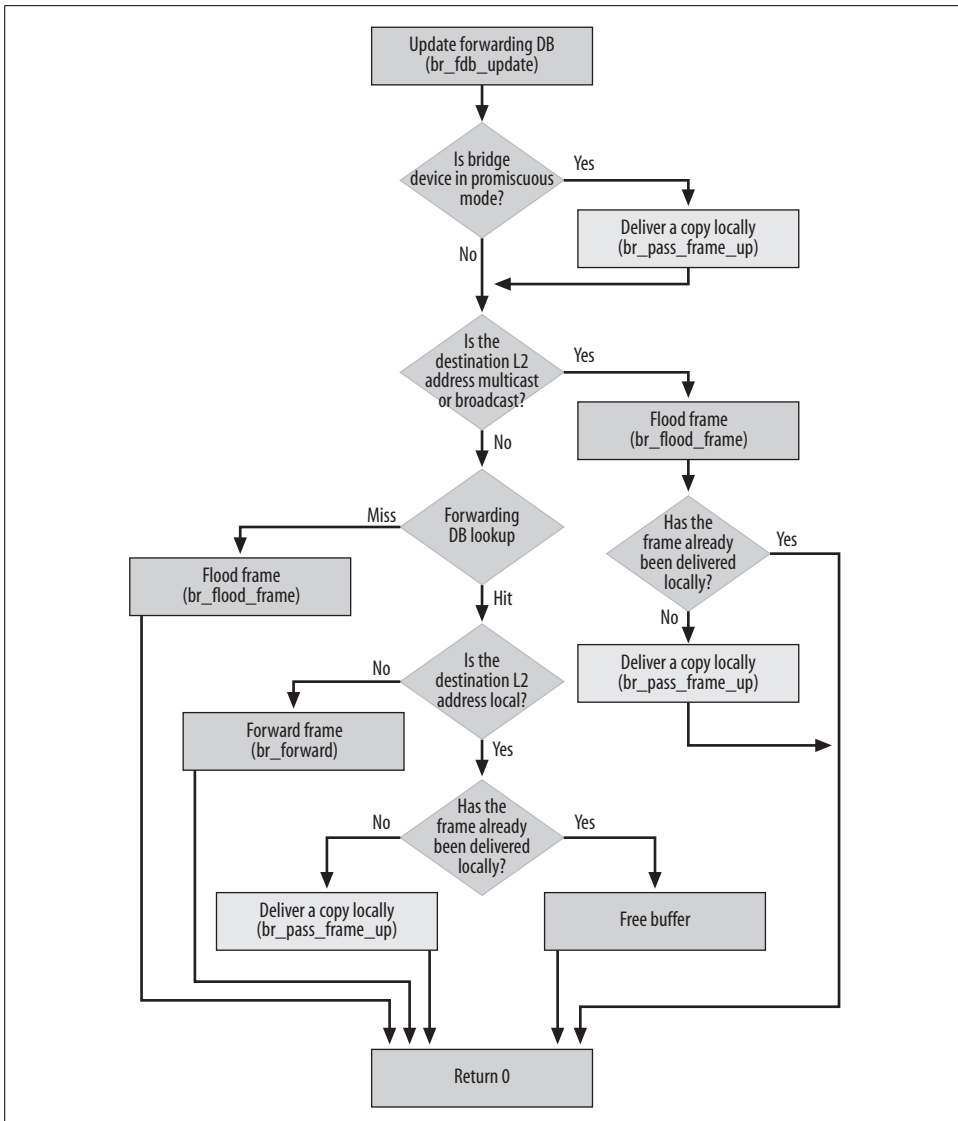 Update forwarding DB
(br_fdb_update)
Is bridge
device in promiscuous
mode?
Yes
Deliver a copy locally
(br_pass_frame_up)
No
Is the
destination L2
address multicast
or broadcast?
Yes
Flood frame
(br_flood_frame)
No
Forwarding
DB lookup
Miss
Has the
frame already
been delivered
locally?
Yes
Flood frame
(br_flood_frame)
Hit
No
Deliver a copy locally
(br_pass_frame_up)
Is the
destination L2
address local?
No
Forward frame
(br_forward)
Yes
Has the
frame already
been delivered
locally?
No
Yes
Deliver a copy locally
(br_pass_frame_up)
Free buffer
Return 0